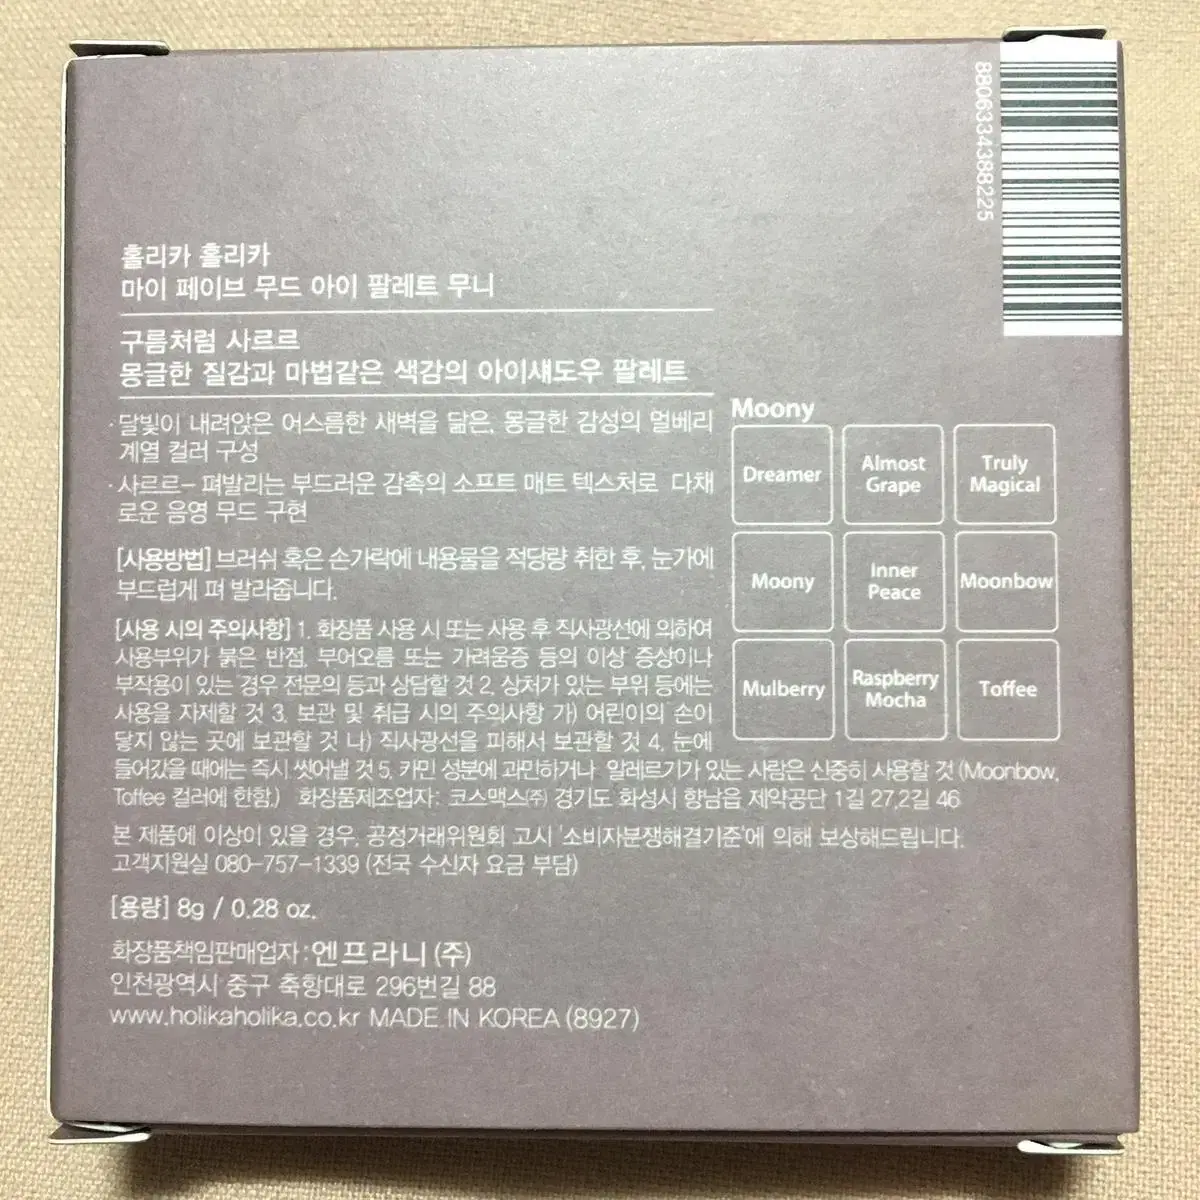 8806334388225
홀리카 홀리카
마이 페이브 무드 아이 팔레트 무니
구름처럼 사르르
몽글한 질감과 마법같은 색감의 아이섀도우 팔레트
· 달빛이 내려앉은 어스름한 새벽을 닮은, 몽글한 감성의 멀베리
계열 컬러 구성
· 사르르- 펴발리는 부드러운 감촉의 소프트 매트 텍스처로 다채
로운 음영 무드 구현
[사용방법] 브러쉬 혹은 손가락에 내용물을 적당량 취한 후, 눈가에
부드럽게 펴 발라줍니다.
[사용 시의 주의사항] 1. 화장품 사용 시 또는 사용 후 직사광선에 의하여
사용부위가 붉은 반점, 부어오름 또는 가려움증 등의 이상 증상이나
부작용이 있는 경우 전문의 등과 상담할 것 2. 상처가 있는 부위 등에는
사용을 자제할 것 3. 보관 및 취급 시의 주의사항 가) 어린이의 손이
닿지 않는 곳에 보관할 것 나) 직사광선을 피해서 보관할 것 4. 눈에
들어갔을 때에는 즉시 씻어낼 것 5. 카민 성분에 과민하거나 알레르기가 있는 사람은 신중히 사용할 것 (Moonbow,
Toffee 컬러에 한함.) 화장품제조업자: 코스맥스(주) 경기도 화성시 향남읍 제약공단 1길 27,2길 46
본 제품에 이상이 있을 경우, 공정거래위원회 고시 '소비자분쟁해결기준'에 의해 보상해드립니다.
고객지원실 080-757-1339 (전국 수신자 요금 부담)
[용량] 8g / 0.28 oz.
화장품책임판매업자 : 엔프라니 (주)
인천광역시 중구 축항대로 296번길 88
www.holikaholika.co.kr MADE IN KOREA (8927)
Moony
Dreamer
Almost
Grape
Truly
Magical
Moony
Inner
Peace
Moonbow
Mulberry
Raspberry
Mocha
Toffee